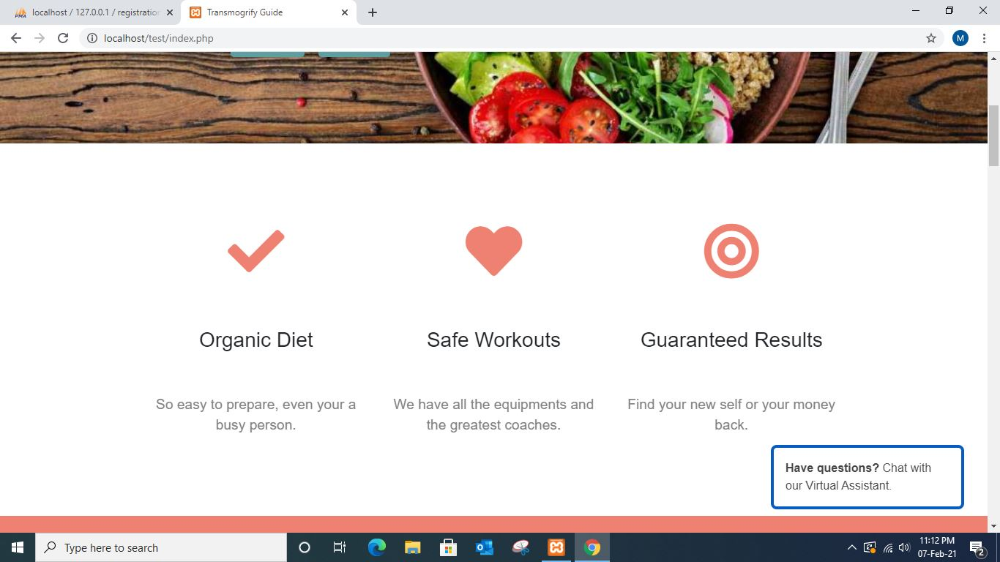 PMA
localhost / 127.0.0.1 / registration
Transmogrify Guide
localhost/test/index.php
M
Organic Diet
Safe Workouts
Guaranteed Results
So easy to prepare, even your a
busy person.
We have all the equipments and
the greatest coaches.
Find your new self or your money
back.
Have questions? Chat with
our Virtual Assistant.
Type here to search
11:12 PM
07-Feb-21
2